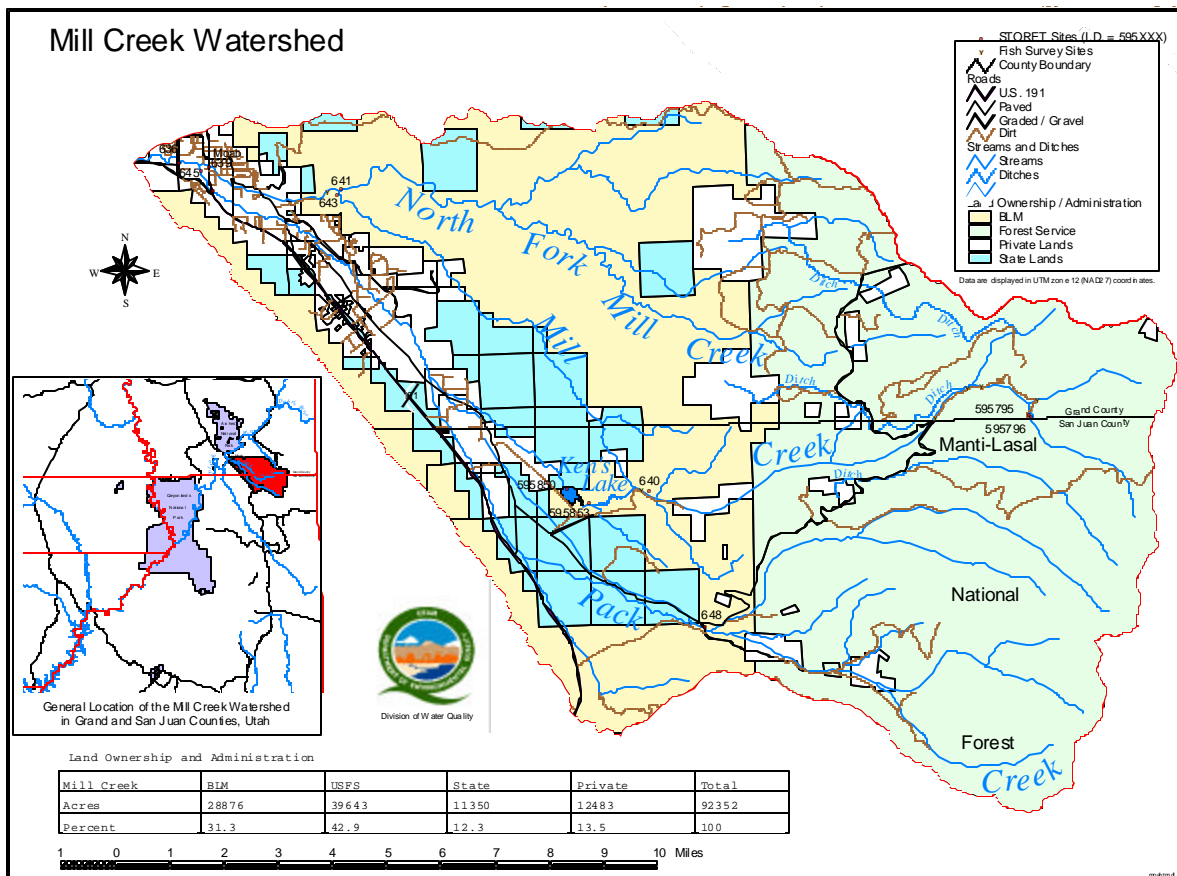 Mill Creek Watershed
STORET Sites (I.D. = 595XXX)
Fish Survey Sites
County Boundary
Roads
U.S. 191
Paved
Graded / Gravel
Dirt
Streams and Ditches
Streams
Ditches
Land Ownership / Administration
BLM
Forest Service
Private Lands
State Lands
Data are displayed in UTM zone 12 (NAD27) coordinates.
Moab
645
641
643
North
Fork
Mill
Creek
Mill
Creek
Ditch
Ditch
Ditch
Ditch
Ditch
595795
595796
Grand County
San Juan County
Manti-Lasal
National
Forest
Ken's
Lake
595850
595853
640
648
Pack
Creek
N
W
E
S
National
Park
General Location of the Mill Creek Watershed
in Grand and San Juan Counties, Utah
Division of Water Quality
Land Ownership and Administration
Mill Creek BLM USFS State Private Total
Acres 28876 39643 11350 12483 92352
Percent 31.3 42.9 12.3 13.5 100
1 0 1 2 3 4 5 6 7 8 9 10 Miles